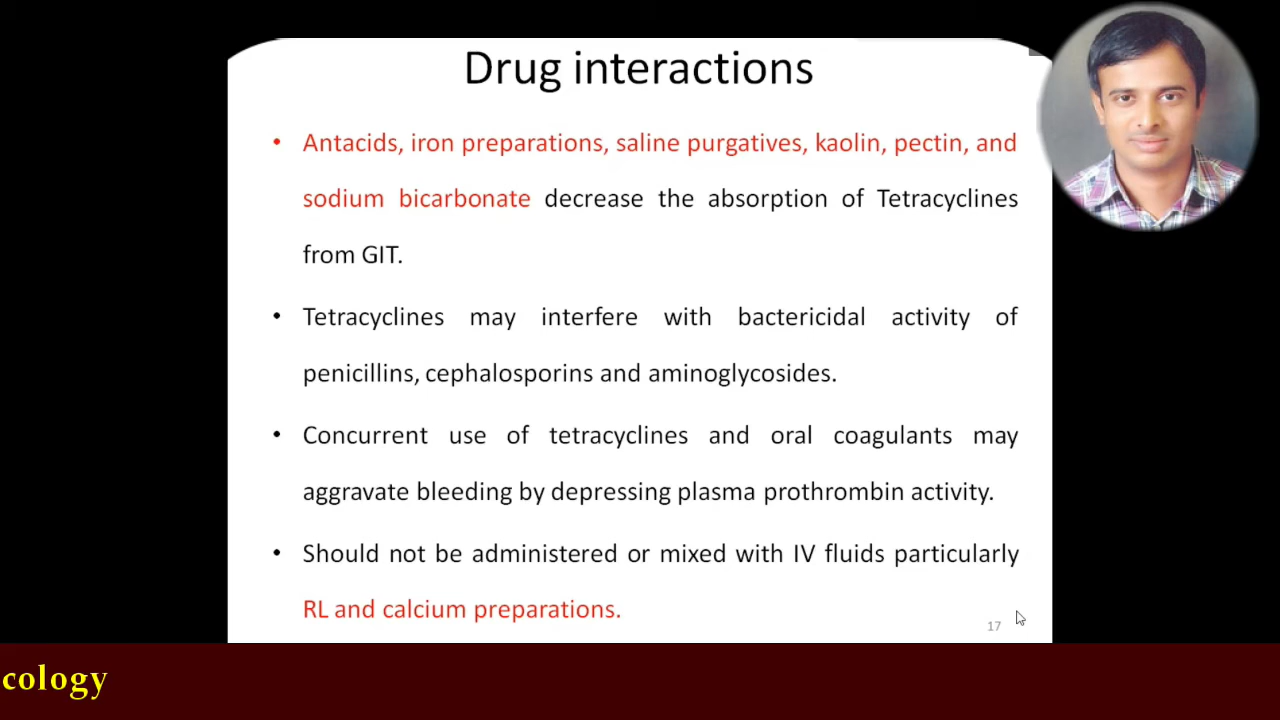 Drug interactions
• Antacids, iron preparations, saline purgatives, kaolin, pectin, and
sodium bicarbonate decrease the absorption of Tetracyclines
from GIT.
• Tetracyclines may interfere with bactericidal activity of
penicillins, cephalosporins and aminoglycosides.
• Concurrent use of tetracyclines and oral coagulants may
aggravate bleeding by depressing plasma prothrombin activity.
• Should not be administered or mixed with IV fluids particularly
RL and calcium preparations.
17
cology